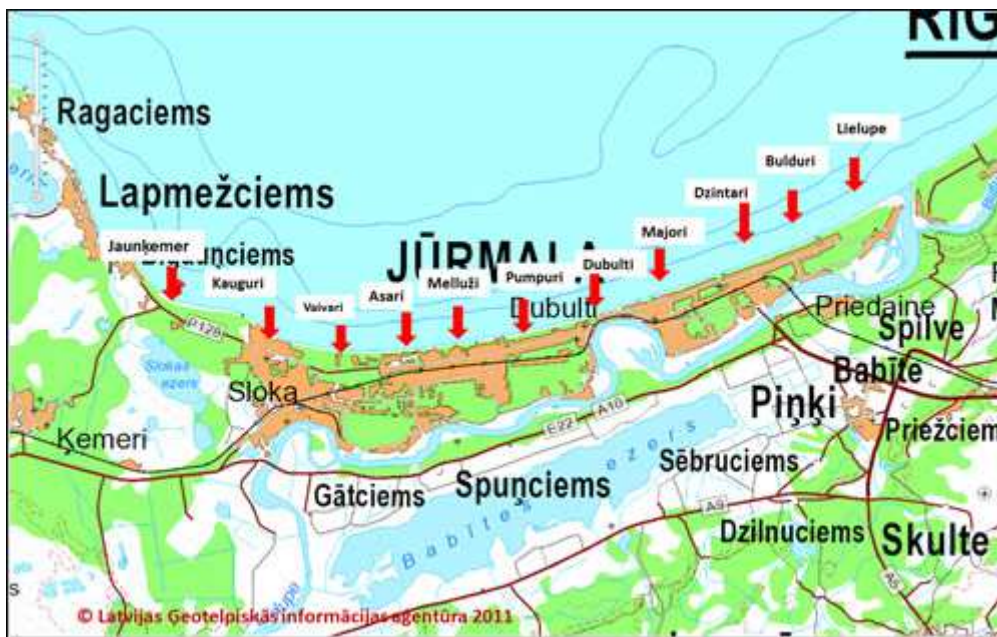 RIG
Ragaciems
Lielupe
Bulduri
Lapmežciems
Dzintari
Majori
Jaunķemer
JŪRMALA
Dubulti
Kauguri
Melluži
Pumpuri
Asari
Vaivari
Dubulti
Priedaine
P128
Spilve
Slokas
ezers
Babīte
Sloka
Piņķi
E22
A10
Ķemeri
Priežciem
Sēbruciems
Gātciems
Spuņciems
Babītes ezers
A9
Dzilnuciems
Skulte
A5
© Latvijas Ģeotelpiskās informācijas aģentūra 2011